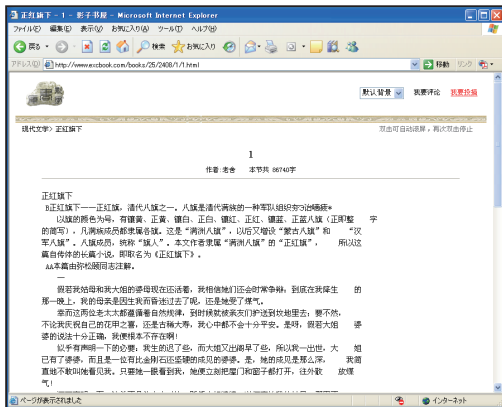 正红旗下 - 1 - 影子书屋 - Microsoft Internet Explorer
ファイル(F) 編集(E) 表示(V) お気に入り(A) ツール(T) ヘルプ(H)
戻る 検索 お気に入り
アドレス(D) http://www.excbook.com/books/25/2408/1/1.html 移動 リンク
默认背景 我要评论 我要投稿
现代文学> 正红旗下 双击可自动滚屏，再次双击停止
1
作者:老舍 本节共 86740字
正红旗下
B正红旗下一一正红旗，清代八旗之一。八旗是清代满族的一种军队组织夯?冶嘶疲*
以旗的颜色为号，有镶黄、正黄、镶白、正白、镶红、正红、镶蓝、正蓝八旗（正即整 字
的简写），凡满族成员都隶属各旗。这是“满洲八旗”，以后又增设“蒙古八旗”和 “汉
军八旗”。八旗成员，统称“旗人”。本文作者隶属“满洲八旗”的“正红旗”， 所以这
篇自传体的长篇小说，即取名为《正红旗下》。
AA本篇由弥松颐同志注解。
一
假若我姑母和我大姐的婆母现在还活着，我相信她们还会时常争辩：到底在我降生 的
那一晚上，我的母亲是因生我而昏迷过去了呢，还是她受了煤气。
幸而这两位老太太都遵循着自然规律，到时候就被亲友们护送到坟地里去；要不然，
不论我庆祝自己的花甲之喜，还是古稀大寿，我心中都不会十分平安。是呀，假若大姐 婆
婆的说法十分正确，我便根本不存在啊！
似乎有声明一下的必要，我生的迟了些，而大姐又出阁早了些，所以我一出世，大 姐
已有了婆婆，而且是一位有比金刚石还坚硬的成见的婆婆。是，她的成见是那么深， 我简
直地不敢叫她看见我。只要她一眼看到我，她便立刻把屋门和窗子都打开，往外散 放煤
气！
ページが表示されました インターネット